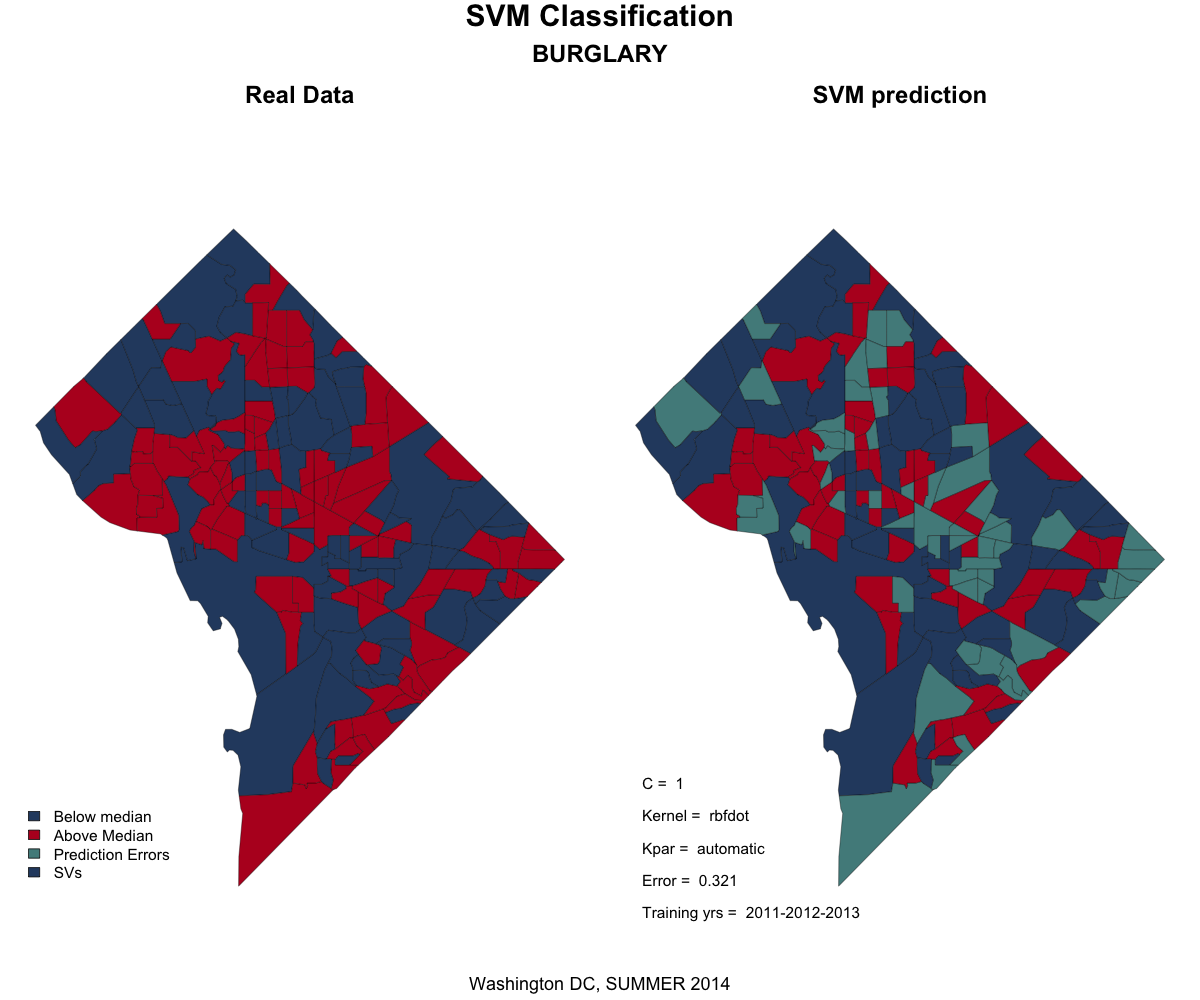 SVM Classification
BURGLARY
Real Data
SVM prediction
Below median
Above Median
Prediction Errors
SVs
C = 1
Kernel = rbfdot
Kpar = automatic
Error = 0.321
Training yrs = 2011-2012-2013
Washington DC, SUMMER 2014